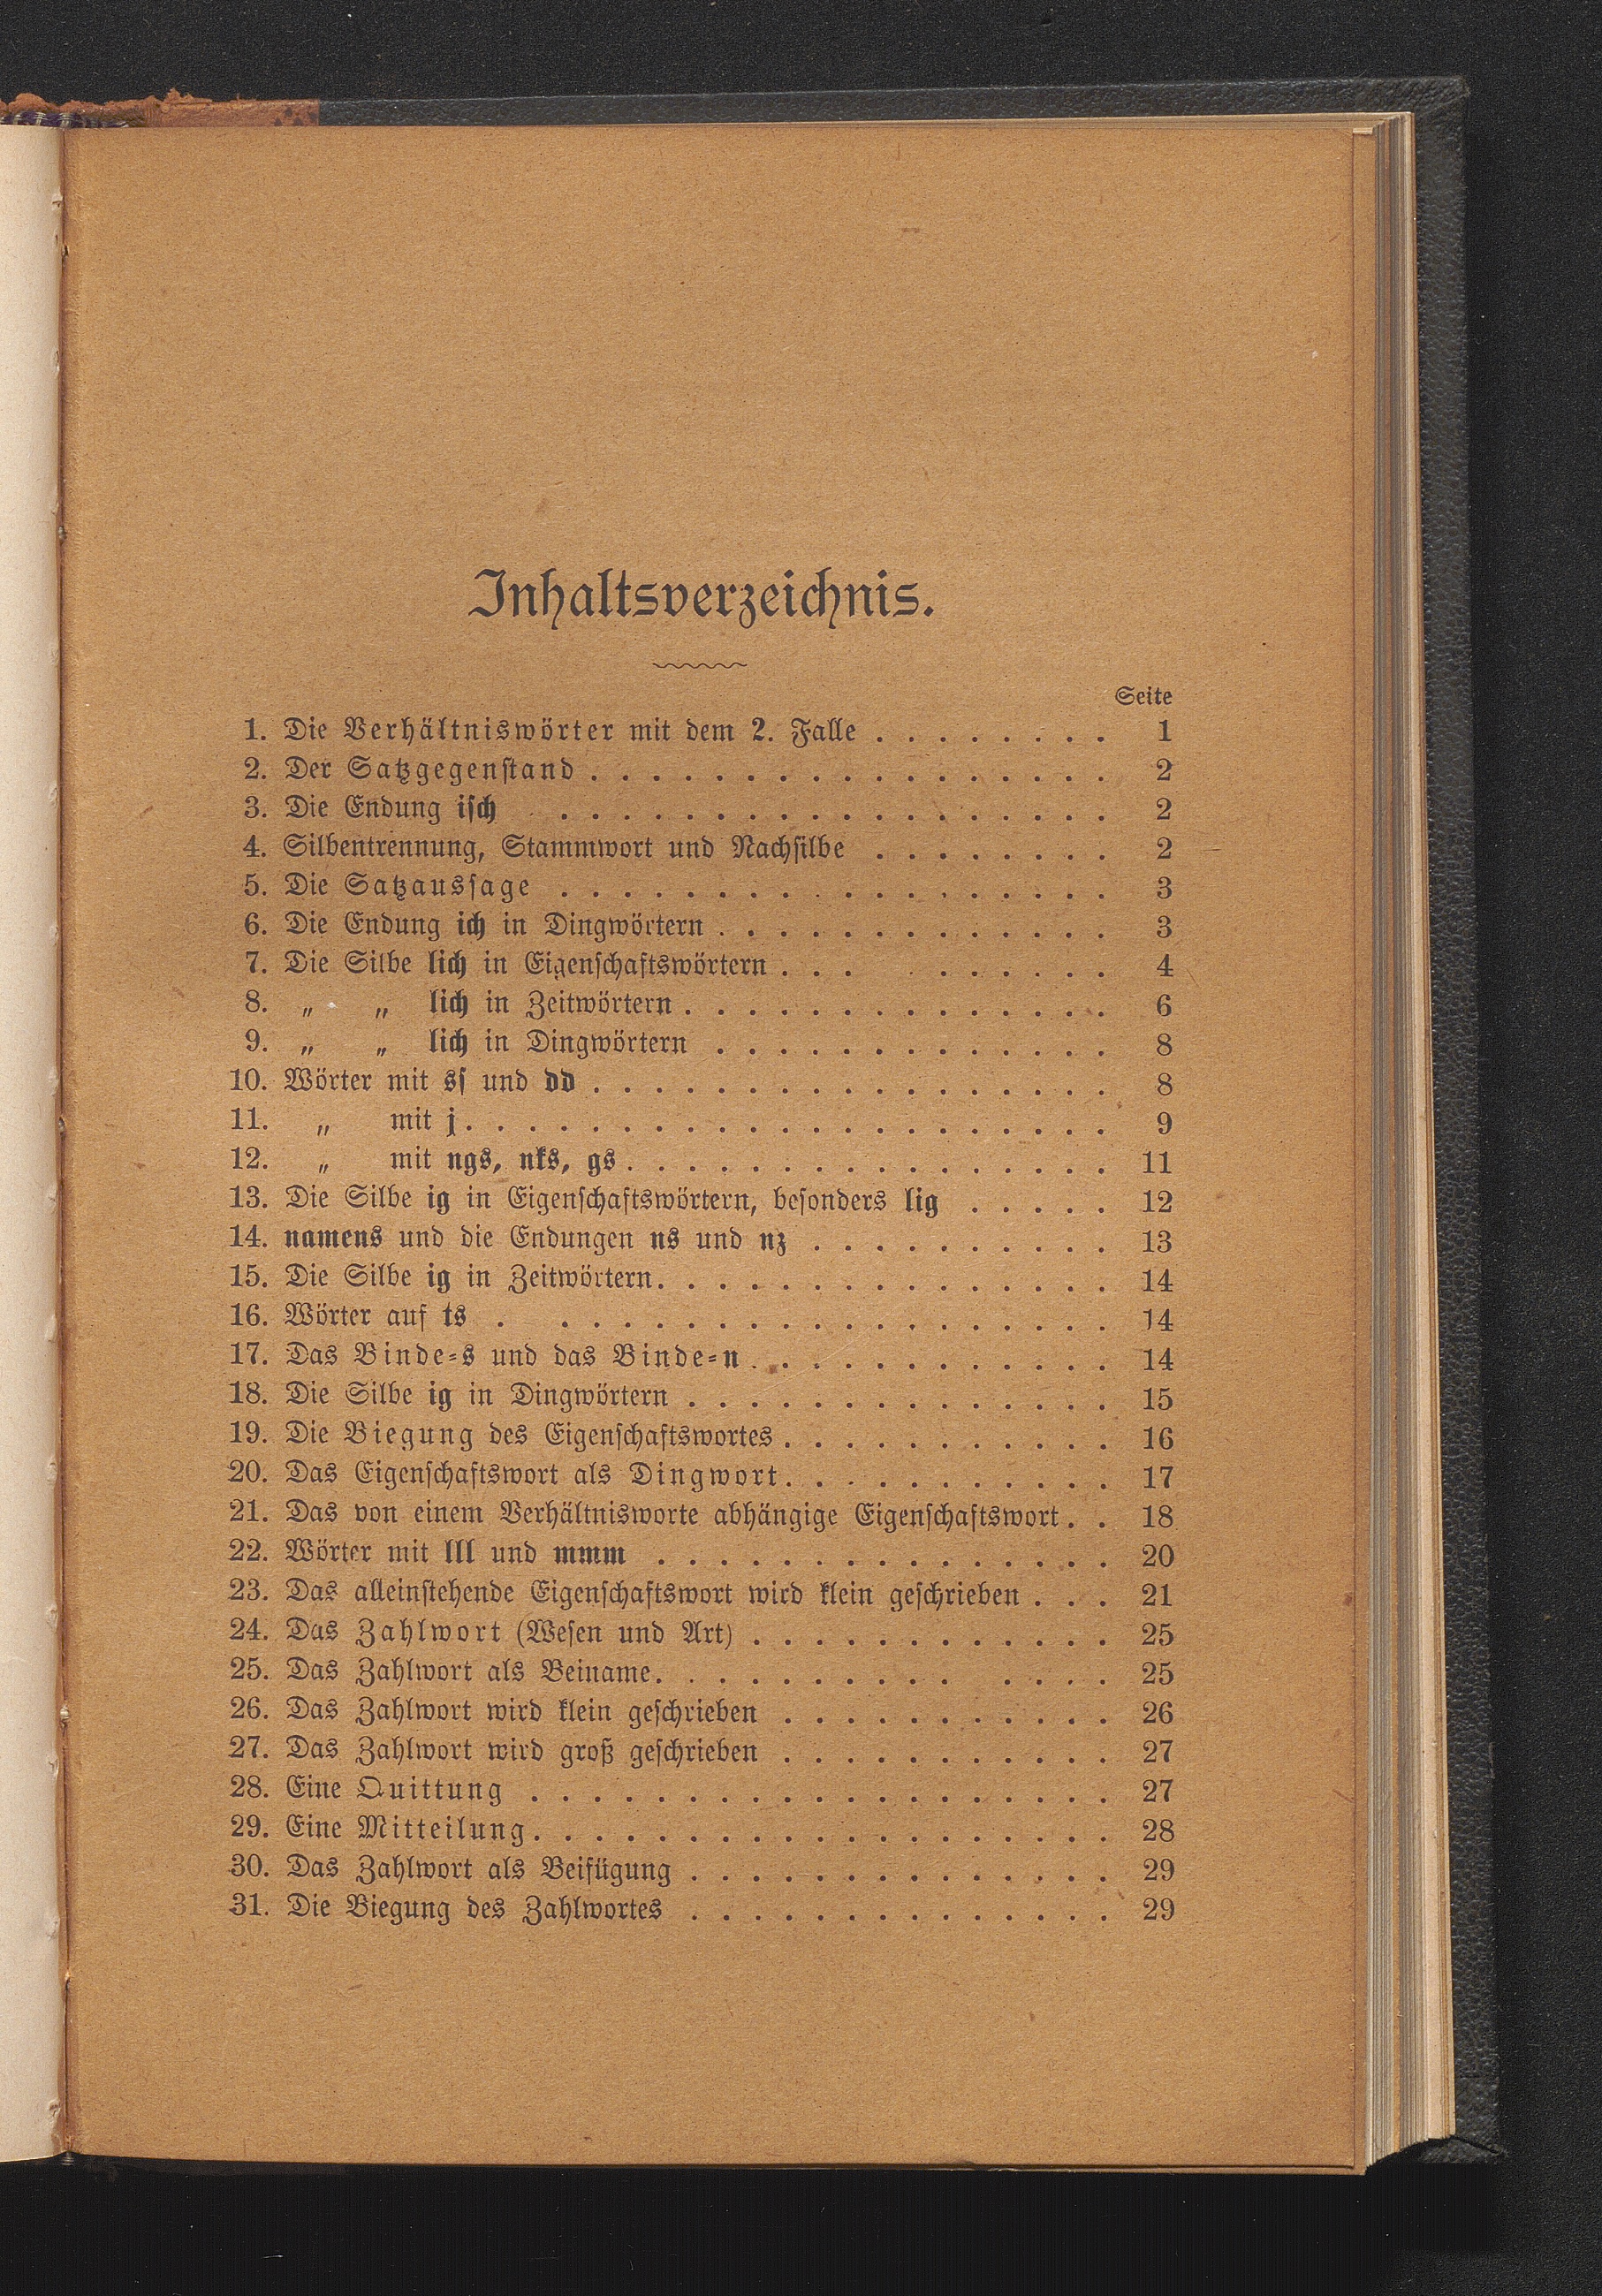 Inhaltsverzeichnis.
Seite
1. Die Verhältniswörter mit dem 2. Falle . . . . . . . . 1
2. Der Satzgegenstand . . . . . . . . . . . . . . . . . 2
3. Die Endung isch . . . . . . . . . . . . . . . . . . 2
4. Silbentrennung, Stammwort und Nachsilbe . . . . . . . . 2
5. Die Satzaussage . . . . . . . . . . . . . . . . . . 3
6. Die Endung ich in Dingwörtern . . . . . . . . . . . . . 3
7. Die Silbe lich in Eigenschaftswörtern . . . . . . . . . 4
8. „ „ lich in Zeitwörtern . . . . . . . . . . . . . . 6
9. „ „ lich in Dingwörtern . . . . . . . . . . . . . 8
10. Wörter mit ss und dd . . . . . . . . . . . . . . . . . 8
11. „ mit j . . . . . . . . . . . . . . . . . . . . . 9
12. „ mit ngs, nks, gs . . . . . . . . . . . . . . . . 11
13. Die Silbe ig in Eigenschaftswörtern, besonders lig . . . . . 12
14. namens und die Endungen ns und nz . . . . . . . . . . 13
15. Die Silbe ig in Zeitwörtern . . . . . . . . . . . . . . . 14
16. Wörter auf ts . . . . . . . . . . . . . . . . . . . 14
17. Das Binde-s und das Binde-n . . . . . . . . . . . . 14
18. Die Silbe ig in Dingwörtern . . . . . . . . . . . . . . 15
19. Die Biegung des Eigenschaftswortes . . . . . . . . . . . 16
20. Das Eigenschaftswort als Dingwort . . . . . . . . . . . 17
21. Das von einem Verhältnisworte abhängige Eigenschaftswort . . 18
22. Wörter mit lll und mmm . . . . . . . . . . . . . . . 20
23. Das alleinstehende Eigenschaftswort wird klein geschrieben . . . 21
24. Das Zahlwort (Wesen und Art) . . . . . . . . . . . . 25
25. Das Zahlwort als Beiname . . . . . . . . . . . . . . 25
26. Das Zahlwort wird klein geschrieben . . . . . . . . . . . 26
27. Das Zahlwort wird groß geschrieben . . . . . . . . . . . 27
28. Eine Quittung . . . . . . . . . . . . . . . . . . . 27
29. Eine Mitteilung . . . . . . . . . . . . . . . . . . . 28
30. Das Zahlwort als Beifügung . . . . . . . . . . . . . . 29
31. Die Biegung des Zahlwortes . . . . . . . . . . . . . . 29